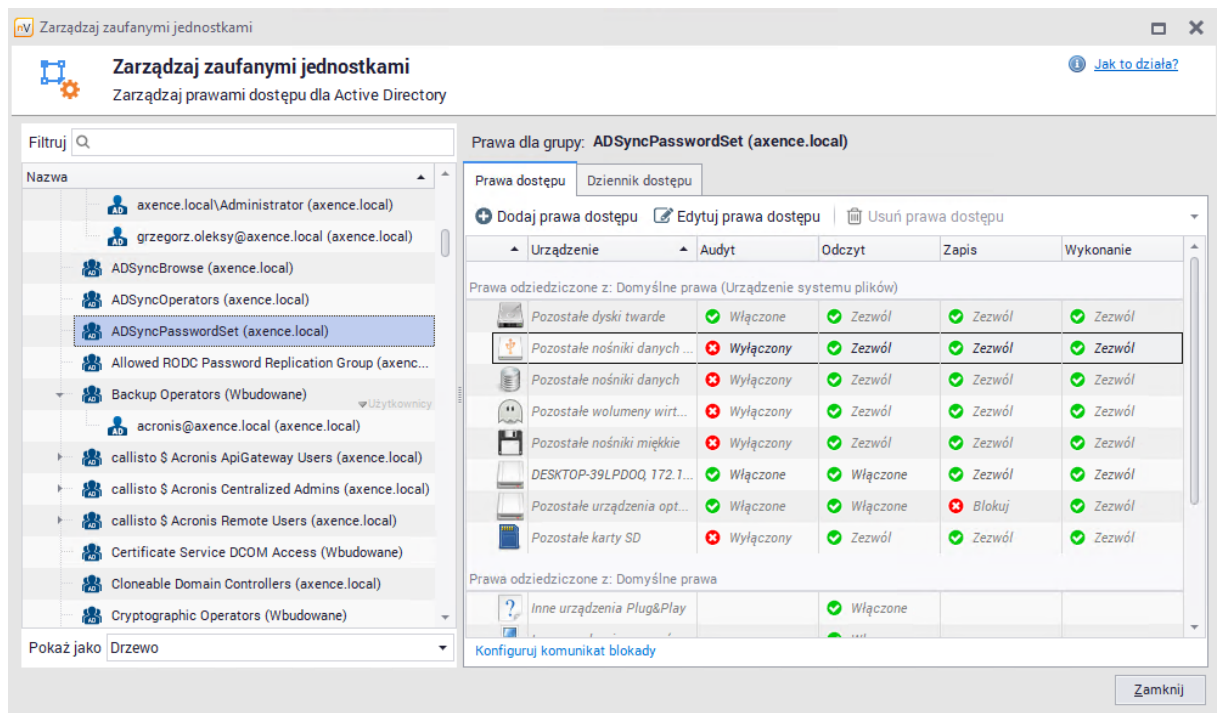 nV Zarządzaj zaufanymi jednostkami
Zarządzaj zaufanymi jednostkami
Zarządzaj prawami dostępu dla Active Directory
Jak to działa?
Filtruj
Nazwa
axence.local\Administrator (axence.local)
grzegorz.oleksy@axence.local (axence.local)
ADSyncBrowse (axence.local)
ADSyncOperators (axence.local)
ADSyncPasswordSet (axence.local)
Allowed RODC Password Replication Group (axenc...
Backup Operators (Wbudowane)
Użytkownicy
acronis@axence.local (axence.local)
callisto $ Acronis ApiGateway Users (axence.local)
callisto $ Acronis Centralized Admins (axence.local)
callisto $ Acronis Remote Users (axence.local)
Certificate Service DCOM Access (Wbudowane)
Cloneable Domain Controllers (axence.local)
Cryptographic Operators (Wbudowane)
Pokaż jako Drzewo
Prawa dla grupy: ADSyncPasswordSet (axence.local)
Prawa dostępu Dziennik dostępu
Dodaj prawa dostępu Edytuj prawa dostępu Usuń prawa dostępu
Urządzenie Audyt Odczyt Zapis Wykonanie
Prawa odziedziczone z: Domyślne prawa (Urządzenie systemu plików)
Pozostałe dyski twarde Włączone Zezwól Zezwól Zezwól
Pozostałe nośniki danych ... Wyłączony Zezwól Zezwól Zezwól
Pozostałe nośniki danych Wyłączony Zezwól Zezwól Zezwól
Pozostałe wolumeny wirt... Wyłączony Zezwól Zezwól Zezwól
Pozostałe nośniki miękkie Wyłączony Zezwól Zezwól Zezwól
DESKTOP-39LPDOQ, 172.1... Włączone Włączone Zezwól Zezwól
Pozostałe urządzenia opt... Włączone Włączone Blokuj Zezwól
Pozostałe karty SD Wyłączony Zezwól Zezwól Zezwól
Prawa odziedziczone z: Domyślne prawa
Inne urządzenia Plug&Play Włączone
Konfiguruj komunikat blokady
Zamknij